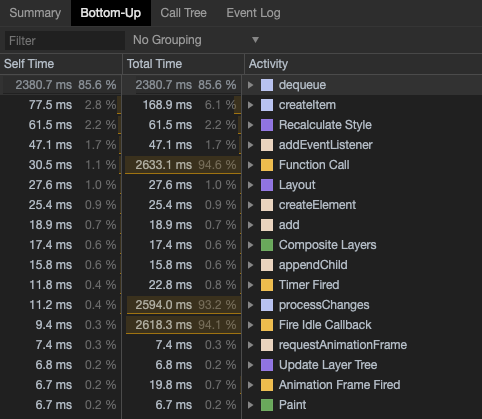 Summary Bottom-Up Call Tree Event Log
Filter No Grouping ▼
Self Time Total Time Activity
2380.7 ms 85.6 % 2380.7 ms 85.6 % dequeue
77.5 ms 2.8 % 168.9 ms 6.1 % createItem
61.5 ms 2.2 % 61.5 ms 2.2 % Recalculate Style
47.1 ms 1.7 % 47.1 ms 1.7 % addEventListener
30.5 ms 1.1 % 2633.1 ms 94.6 % Function Call
27.6 ms 1.0 % 27.6 ms 1.0 % Layout
25.4 ms 0.9 % 25.4 ms 0.9 % createElement
18.9 ms 0.7 % 18.9 ms 0.7 % add
17.4 ms 0.6 % 17.4 ms 0.6 % Composite Layers
15.8 ms 0.6 % 15.8 ms 0.6 % appendChild
11.8 ms 0.4 % 22.8 ms 0.8 % Timer Fired
11.2 ms 0.4 % 2594.0 ms 93.2 % processChanges
9.4 ms 0.3 % 2618.3 ms 94.1 % Fire Idle Callback
7.4 ms 0.3 % 7.4 ms 0.3 % requestAnimationFrame
6.8 ms 0.2 % 6.8 ms 0.2 % Update Layer Tree
6.7 ms 0.2 % 19.8 ms 0.7 % Animation Frame Fired
6.7 ms 0.2 % 6.7 ms 0.2 % Paint